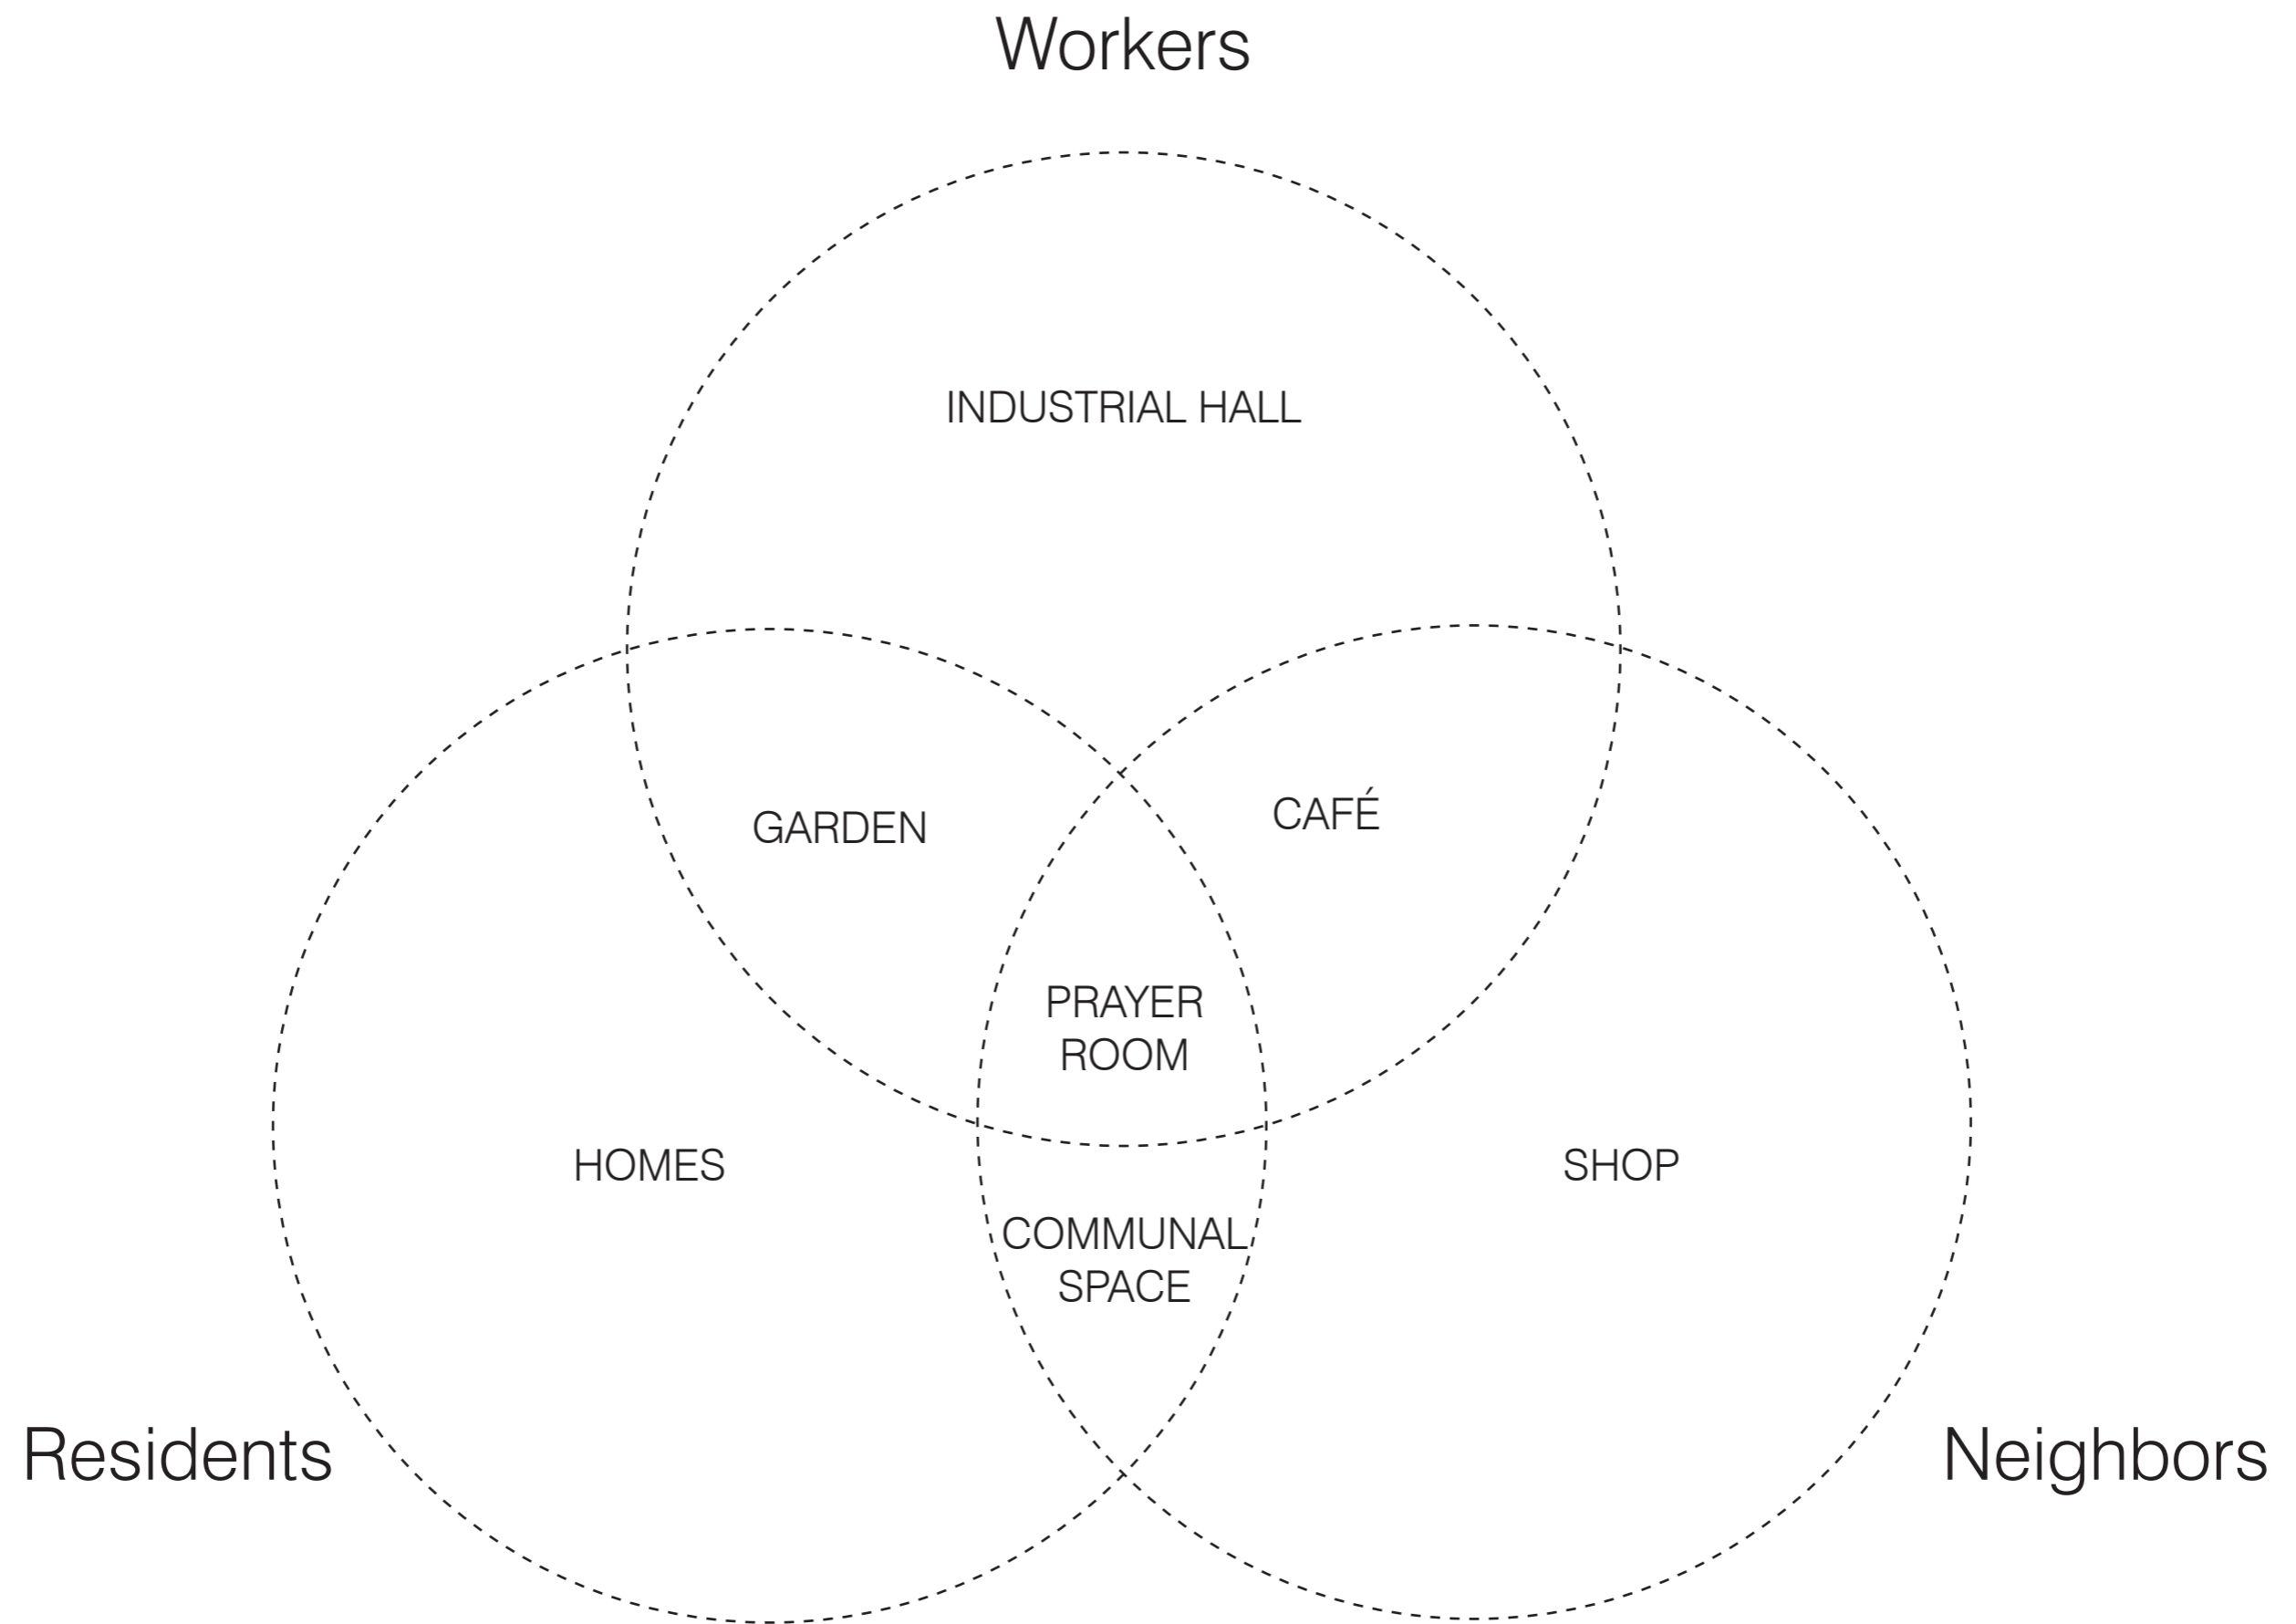 Workers
INDUSTRIAL HALL
GARDEN
CAFÉ
PRAYER
ROOM
HOMES
SHOP
COMMUNAL
SPACE
Residents
Neighbors